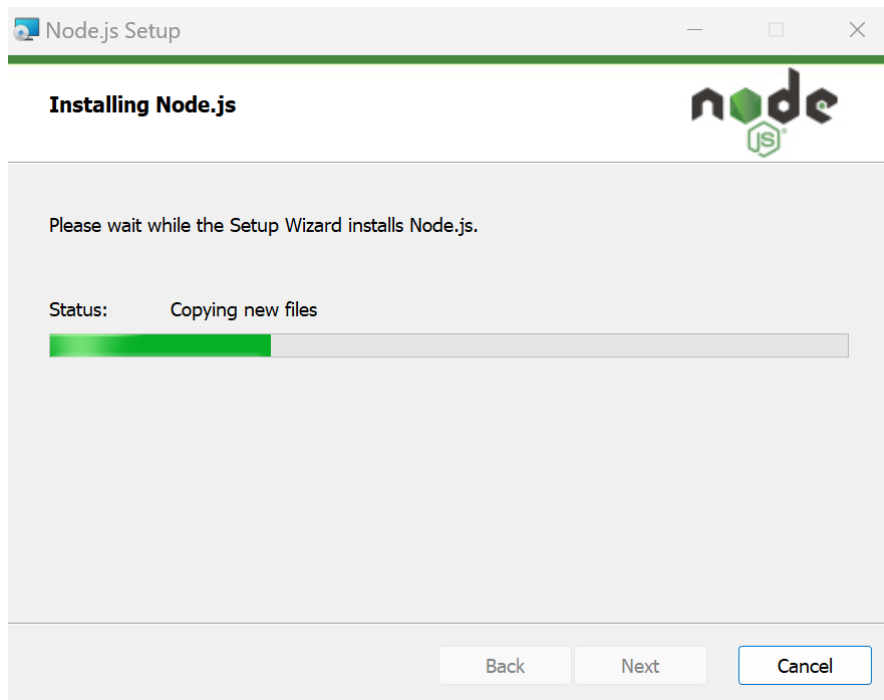 Node.js Setup
Installing Node.js
node
JS
Please wait while the Setup Wizard installs Node.js.
Status: Copying new files
Back Next Cancel